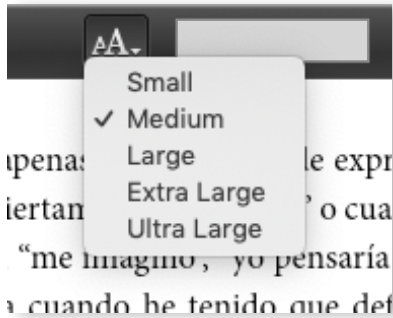 AA
Small
Medium
Large
Extra Large
Ultra Large
apenas le expr
iertam ” o cua
“me imagino”, yo pensaría
a cuando he tenido que def